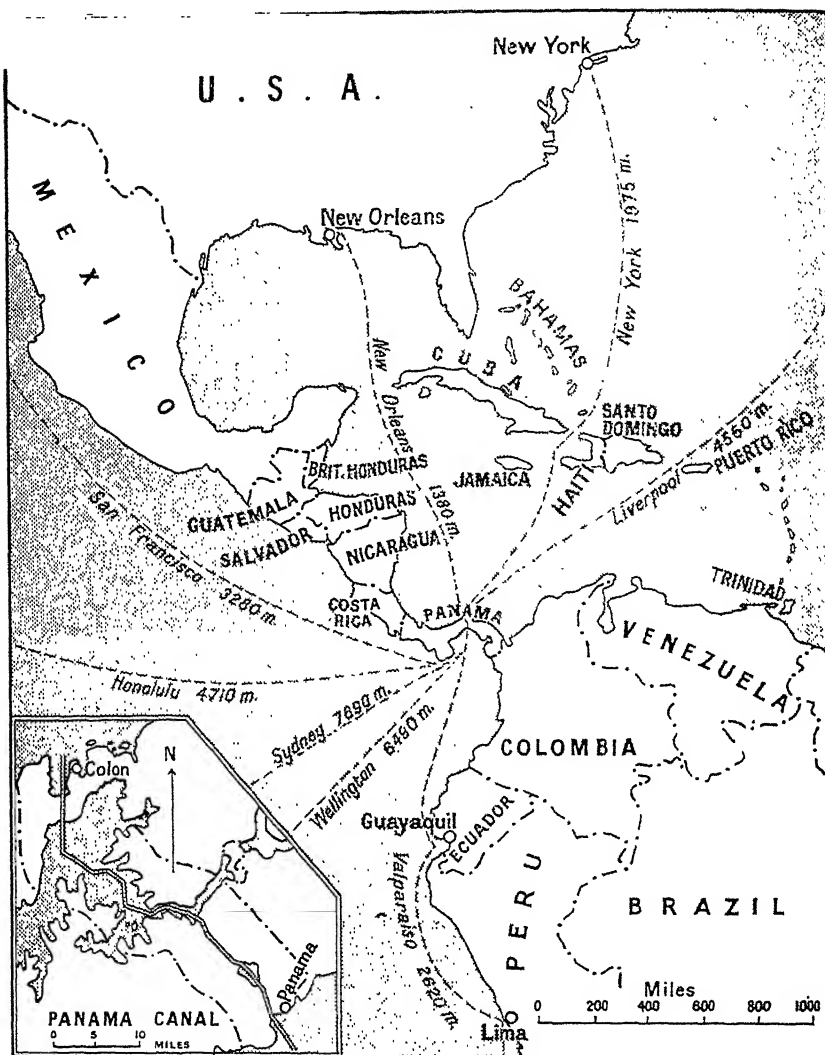 New York
U. S. A.
MEXICO
New Orleans
New York 1975 m.
BAHAMAS
CUBA
New Orleans 1380 m.
SANTO
DOMINGO
Liverpool 4560 m.
PUERTO RICO
BRIT. HONDURAS
JAMAICA
HAITI
GUATEMALA
HONDURAS
San Francisco 3280 m.
SALVADOR
NICARAGUA
TRINIDAD
COSTA
RICA
PANAMA
VENEZUELA
Honolulu 4710 m.
Sydney 7690 m.
Wellington 6490 m.
COLOMBIA
Colon
N
Guayaquil
ECUADOR
Valparaiso 2620 m.
PERU
BRAZIL
Panama
Miles
PANAMA CANAL
0 5 10
MILES
Lima
0 200 400 600 800 1000